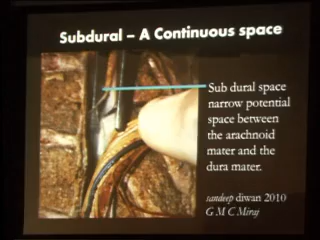 Subdural – A Continuous space
Sub dural space
narrow potential
space between
the arachnoid
mater and the
dura mater.
sandeep diwan 2010
G M C Miraj